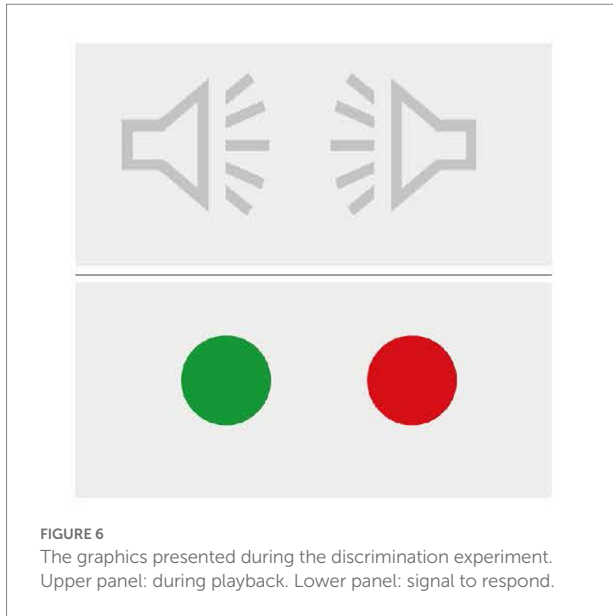 FIGURE 6
The graphics presented during the discrimination experiment.
Upper panel: during playback. Lower panel: signal to respond.